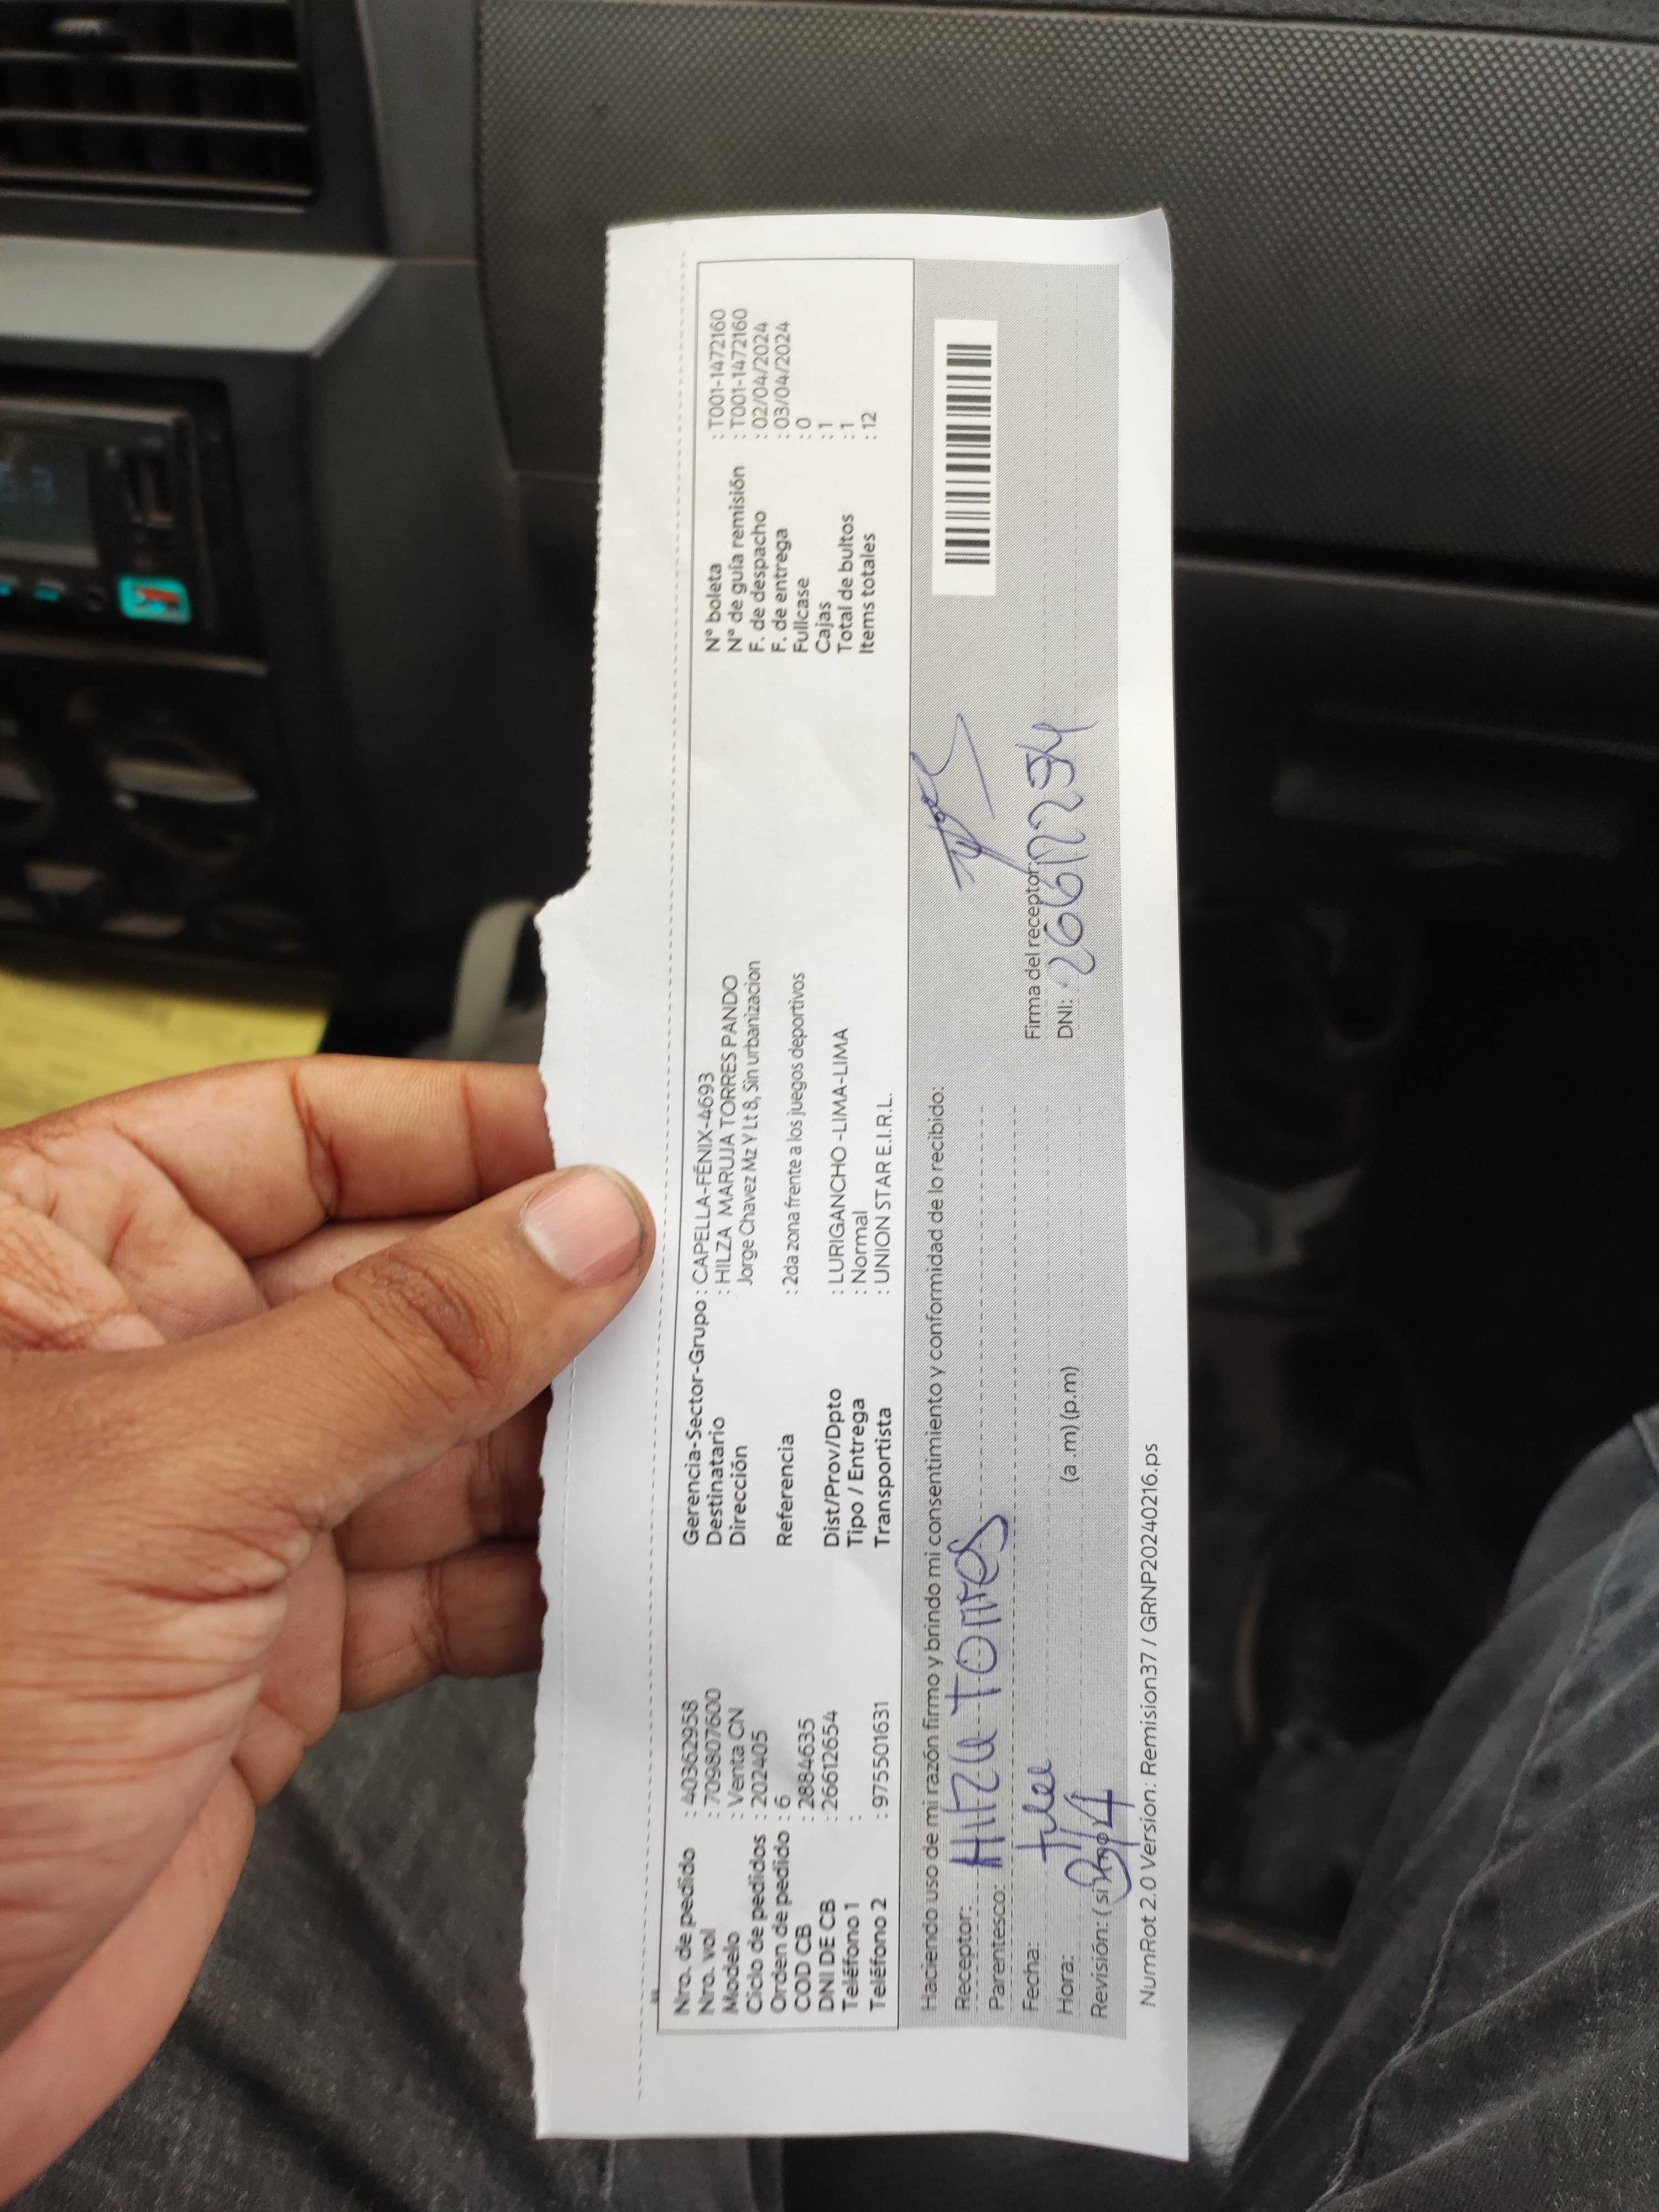 Nro. de pedido : 40362958
Nro. vol : 709807600
Modelo : Venta CN
Ciclo de pedidos : 202405
Orden de pedido : 6
COD CB : 2884635
DNI DE CB : 26612654
Teléfono 1 :
Teléfono 2 : 975501631
Gerencia-Sector-Grupo : CAPELLA-FÉNIX-4693
Destinatario : HILZA MARUJA TORRES PANDO
Dirección Jorge Chavez Mz Y Lt 8, Sin urbanizacion
Referencia : 2da zona frente a los juegos deportivos
Dist/Prov/Dpto : LURIGANCHO -LIMA-LIMA
Tipo / Entrega : Normal
Transportista : UNION STAR E.I.R.L.
N° boleta : T001-1472160
N° de guía remisión : T001-1472160
F. de despacho : 02/04/2024
F. de entrega : 03/04/2024
Fullcase : 0
Cajas : 1
Total de bultos : 1
Items totales : 12
Haciendo uso de mi razón firmo y brindo mi consentimiento y conformidad de lo recibido:
Receptor: Hilza Torres
Parentesco:
Fecha:
Hora: (a .m) (p.m)
Revisión: ( si
Firma del receptor:
DNI:
NumRot 2.0 Version: Remision37 / GRNP20240216.ps